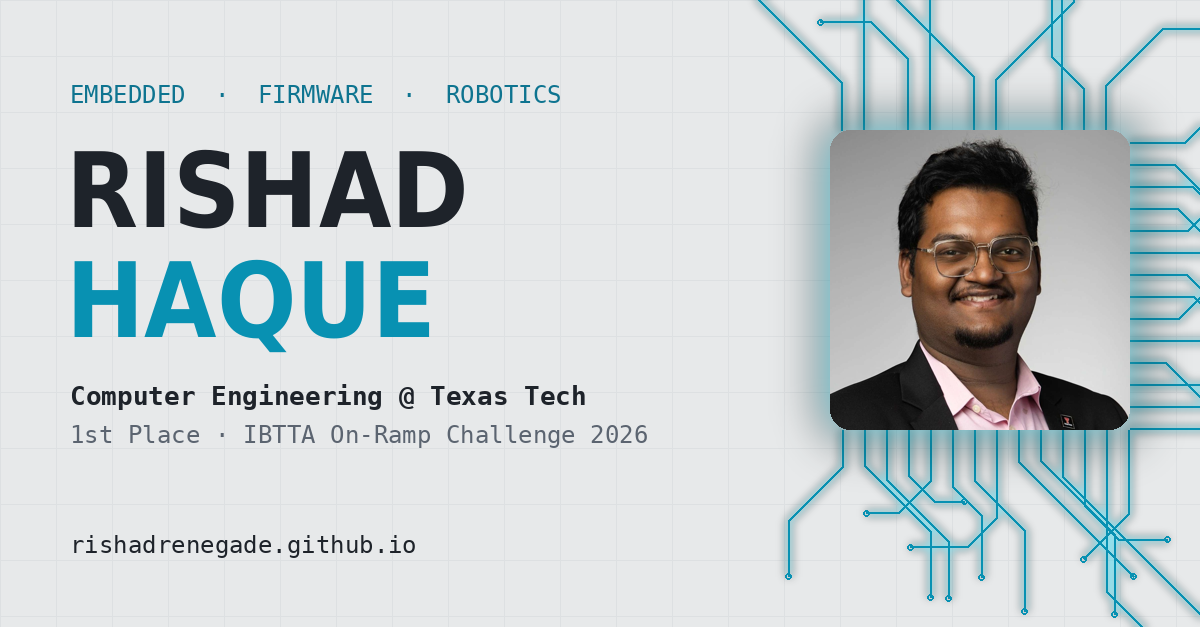 EMBEDDED · FIRMWARE · ROBOTICS
RISHAD
HAQUE
Computer Engineering @ Texas Tech
1st Place · IBTTA On-Ramp Challenge 2026
rishadrenegade.github.io